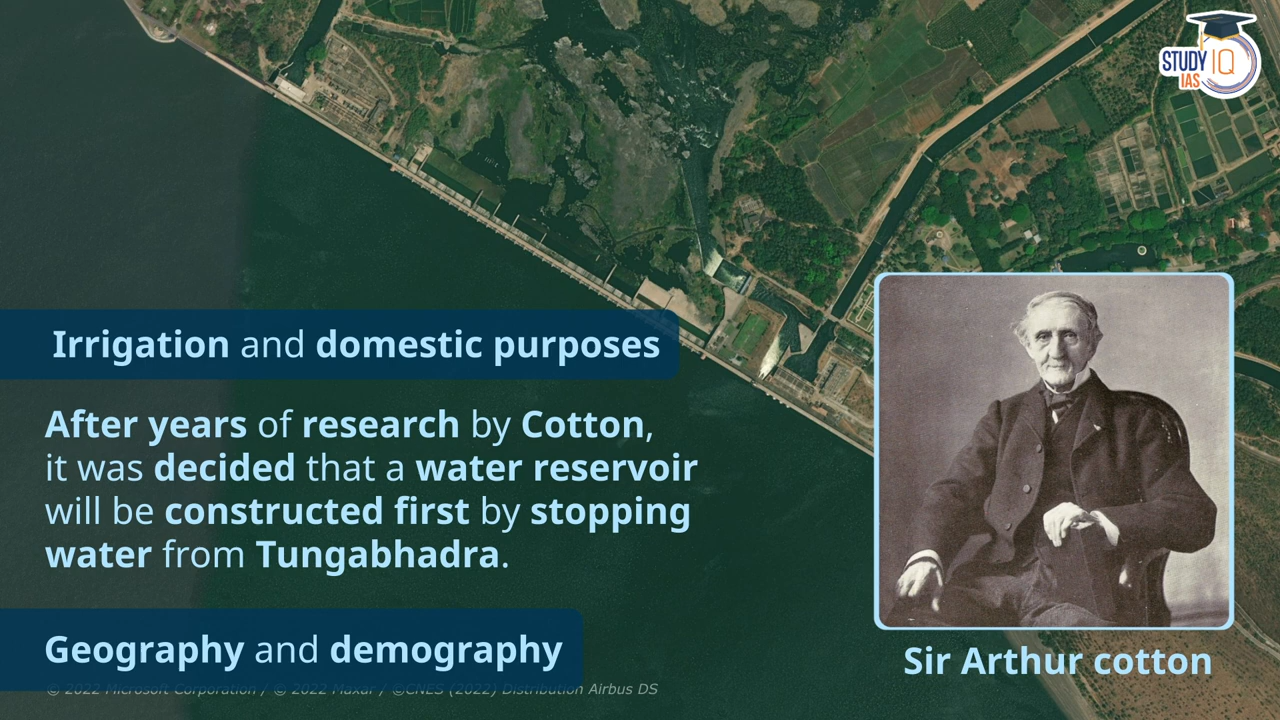 STUDY IQ
IAS
Irrigation and domestic purposes
After years of research by Cotton,
it was decided that a water reservoir
will be constructed first by stopping
water from Tungabhadra.
Geography and demography
© 2022 Microsoft Corporation / © 2022 Maxar / ©CNES (2022) Distribution Airbus DS
Sir Arthur cotton